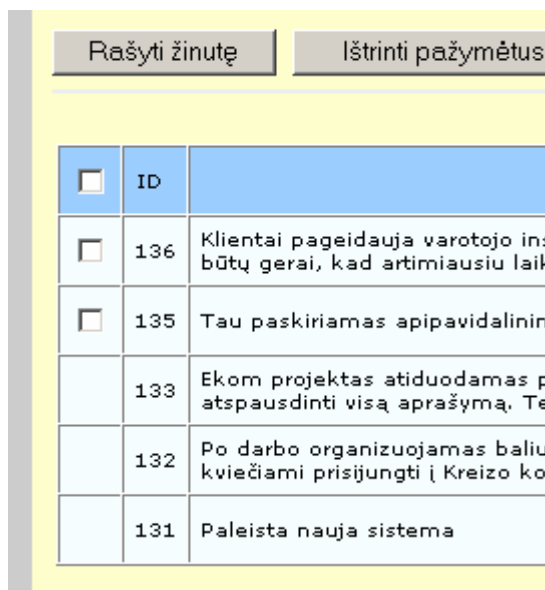 Rašyti žinutę
Ištrinti pažymėtus
ID
136
Klientai pageidauja varotojo
būtų gerai, kad artimiausiu
135
Tau paskiriamas
133
Ekom projektas atiduodamas
atspausdinti visą aprašymą.
132
Po darbo organizuojamas
kviečiami prisijungti į Kreizo
131
Paleista nauja sistema